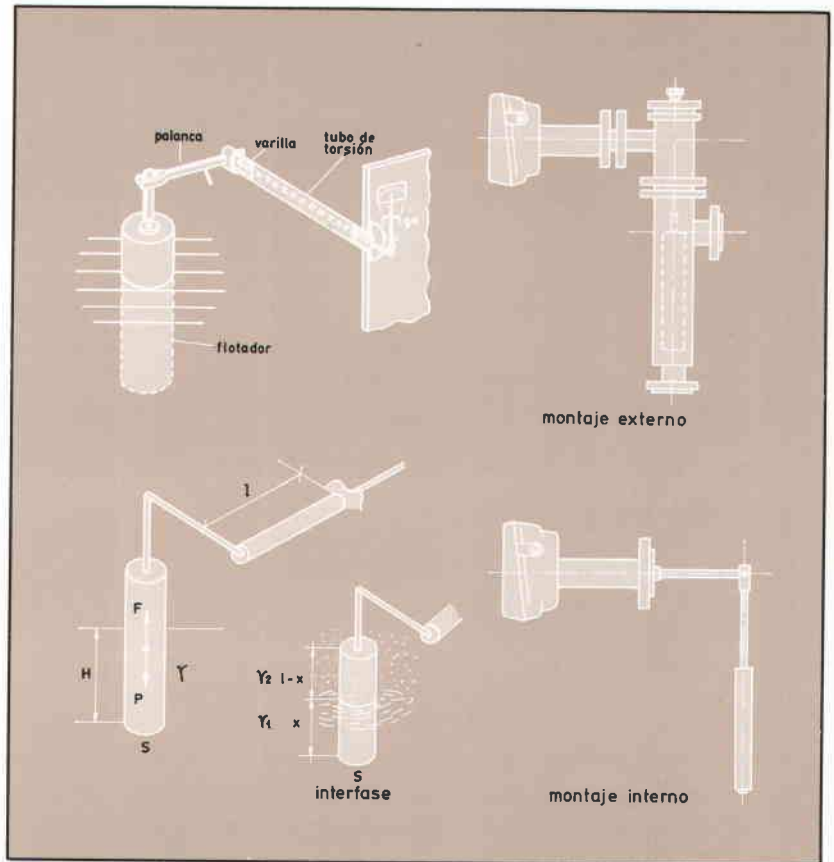 palanca
varilla
tubo de
torsión
flotador
montaje externo
l
F
H
P
γ
S
γ2 l-x
γ1 x
S
interfase
montaje interno